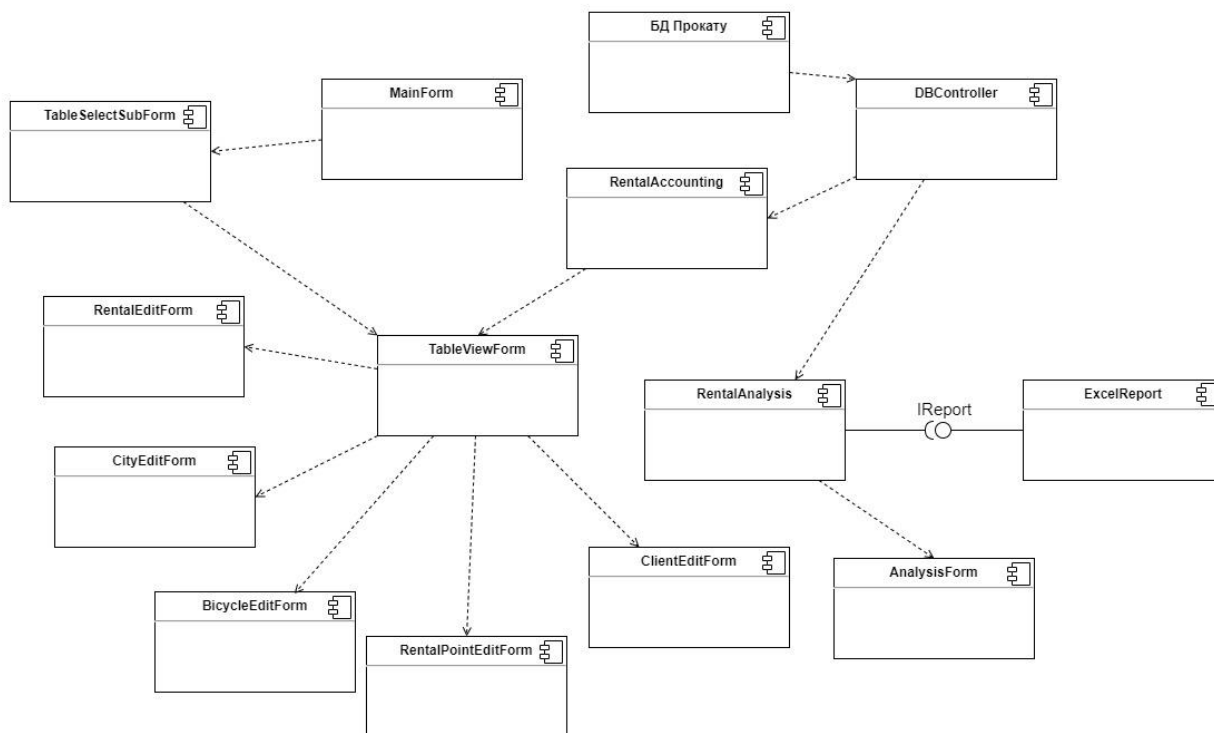 БД Прокату
MainForm
DBController
TableSelectSubForm
RentalAccounting
RentalEditForm
TableViewForm
RentalAnalysis
IReport
ExcelReport
CityEditForm
ClientEditForm
AnalysisForm
BicycleEditForm
RentalPointEditForm